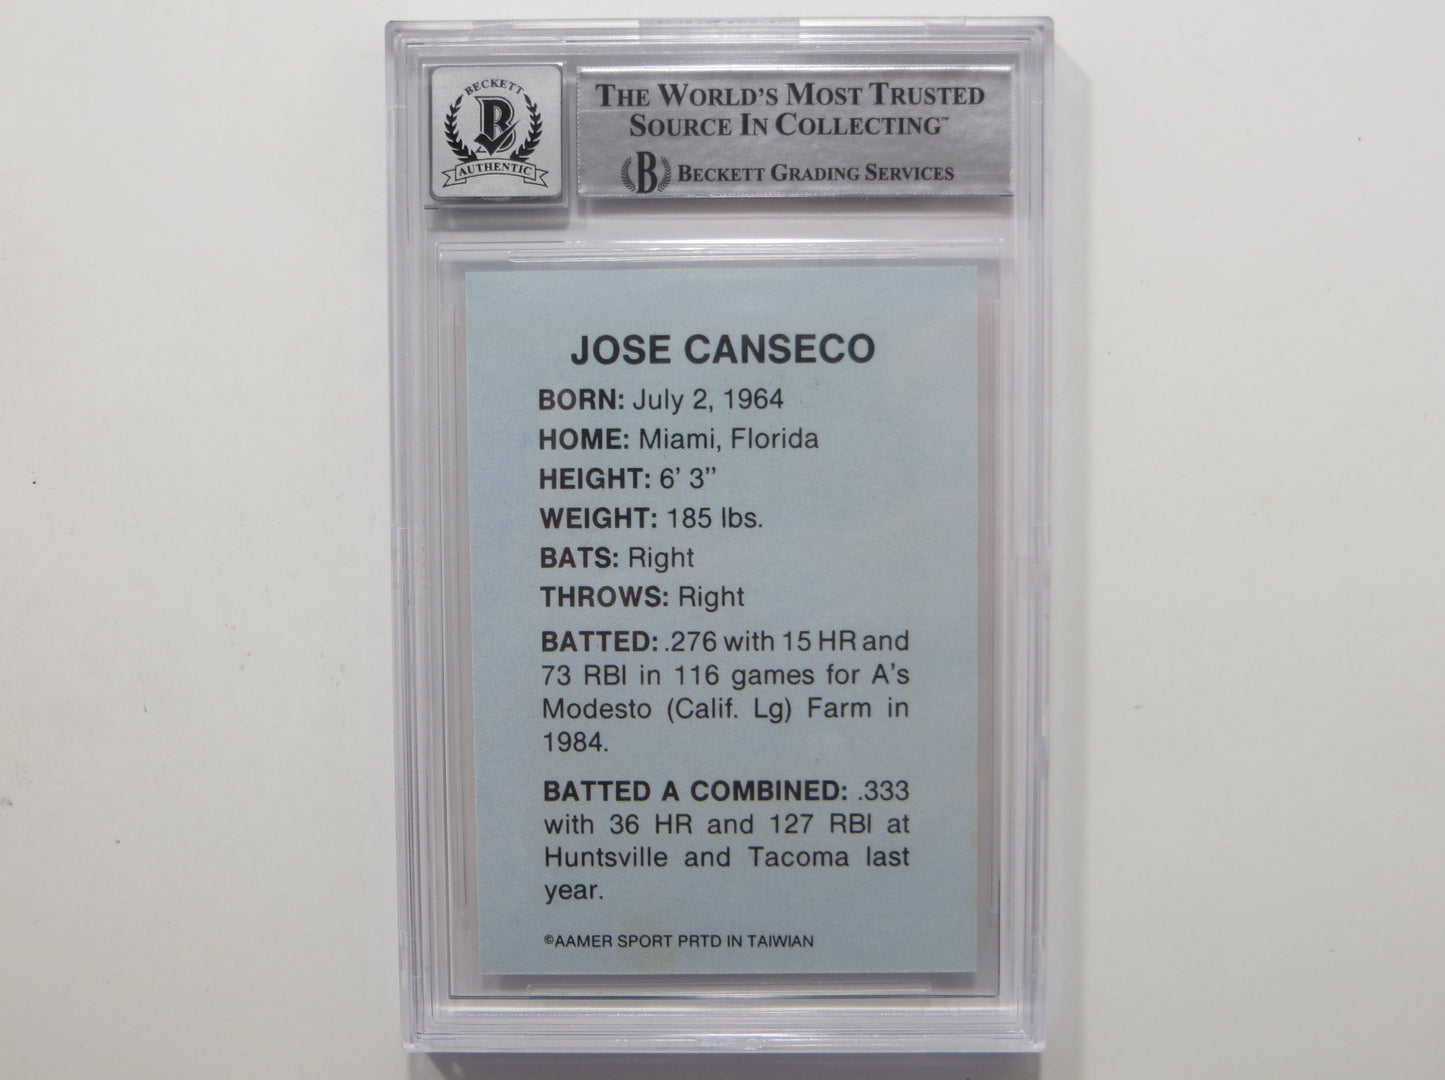 BECKETT
B
AUTHENTIC
THE WORLD'S MOST TRUSTED
SOURCE IN COLLECTING™
B BECKETT GRADING SERVICES
JOSE CANSECO
BORN: July 2, 1964
HOME: Miami, Florida
HEIGHT: 6' 3"
WEIGHT: 185 lbs.
BATS: Right
THROWS: Right
BATTED: .276 with 15 HR and
73 RBI in 116 games for A's
Modesto (Calif. Lg) Farm in
1984.
BATTED A COMBINED: .333
with 36 HR and 127 RBI at
Huntsville and Tacoma last
year.
©AAMER SPORT PRTD IN TAIWIAN